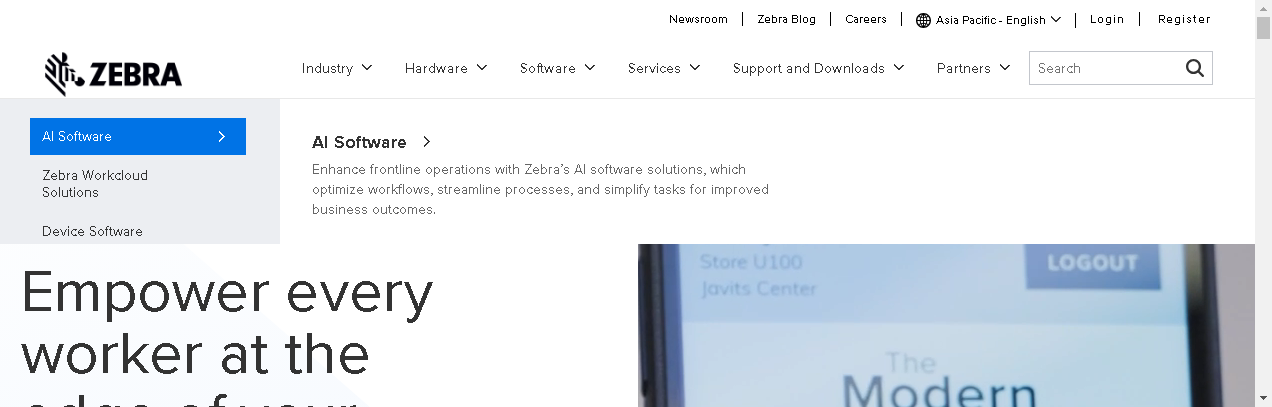 Newsroom
Zebra Blog
Careers
Asia Pacific - English
Login
Register
ZEBRA
Industry
Hardware
Software
Services
Support and Downloads
Partners
Search
AI Software
Zebra Workcloud
Solutions
Device Software
AI Software
Enhance frontline operations with Zebra's AI software solutions, which
optimize workflows, streamline processes, and simplify tasks for improved
business outcomes.
Empower every
worker at the
edge of your
Store U100
Javits Center
LOGOUT
The
Modern